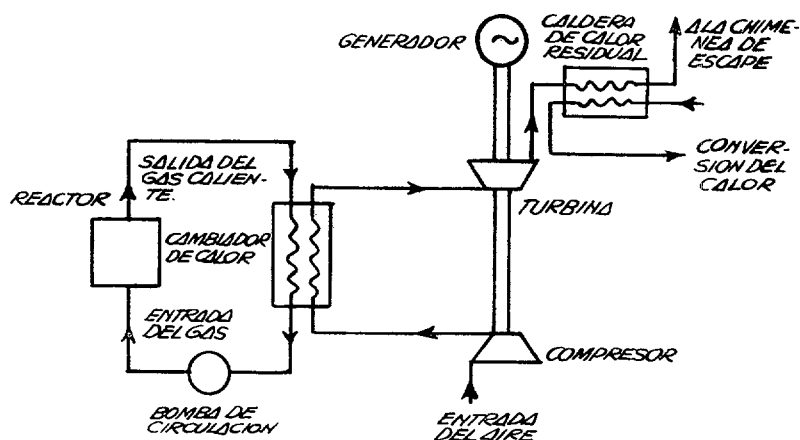 GENERADOR
CALDERA
DE CALOR
RESIDUAL
A LA CHIME-
NEA DE
ESCAPE
CONVER-
SION DEL
CALOR
SALIDA DEL
GAS CALIEN-
TE.
REACTOR
CAMBIADOR
DE CALOR
TURBINA
ENTRADA
DEL GAS
BOMBA DE
CIRCULACION
COMPRESOR
ENTRADA
DEL AIRE